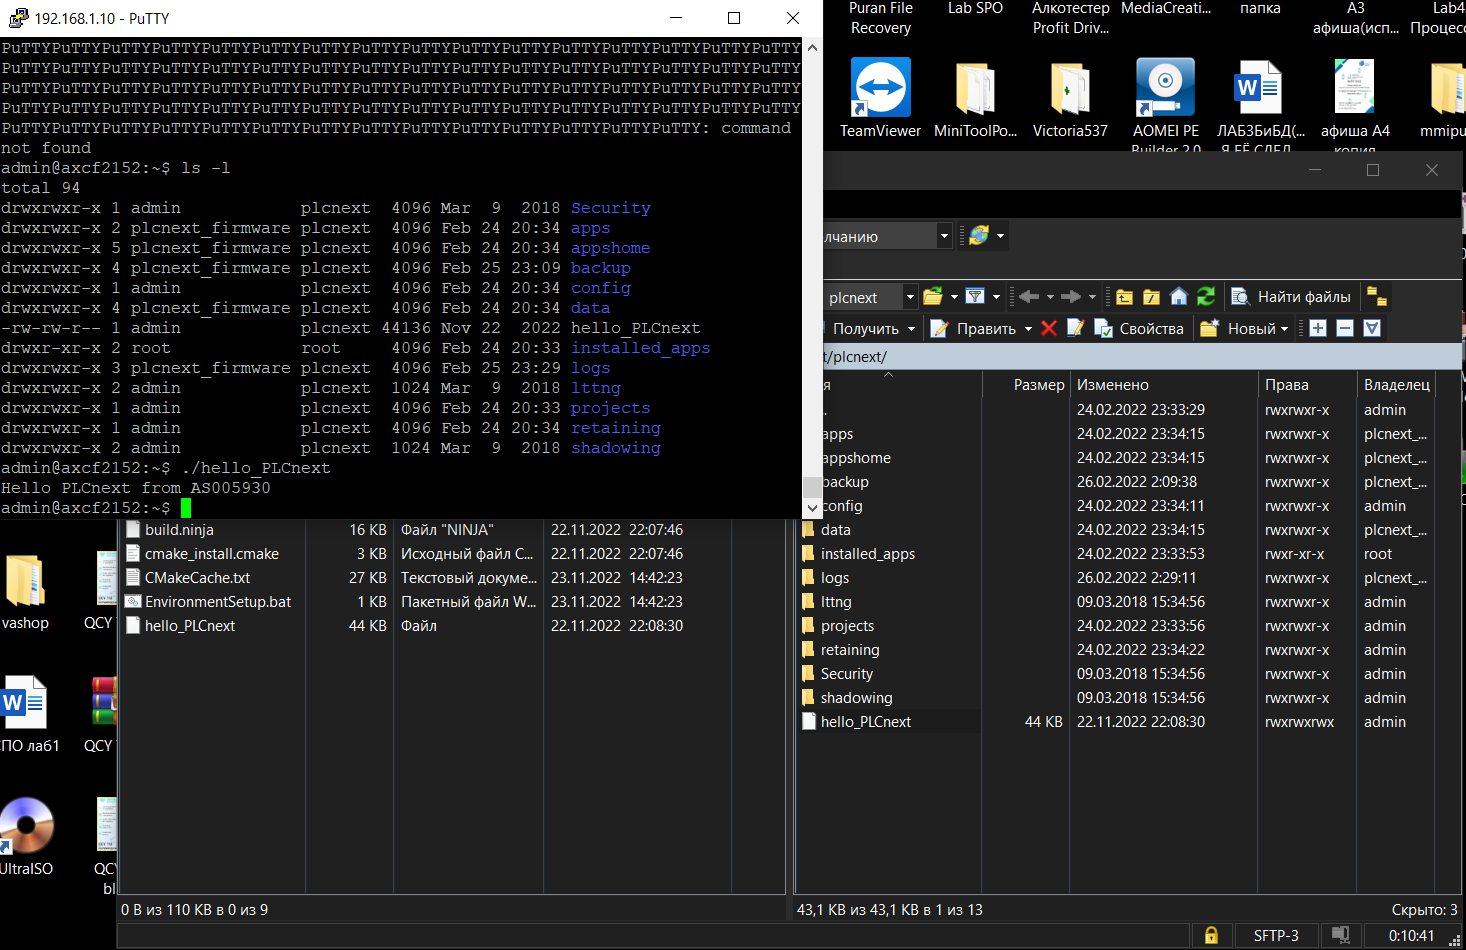 192.168.1.10 - PuTTY
PuTTYPuTTYPuTTYPuTTYPuTTYPuTTYPuTTYPuTTYPuTTYPuTTYPuTTYPuTTYPuTTYPuTTYPuTTYPuTTY
PuTTYPuTTYPuTTYPuTTYPuTTYPuTTYPuTTYPuTTYPuTTYPuTTYPuTTYPuTTYPuTTYPuTTYPuTTYPuTTY
PuTTYPuTTYPuTTYPuTTYPuTTYPuTTYPuTTYPuTTYPuTTYPuTTYPuTTYPuTTYPuTTYPuTTYPuTTYPuTTY
PuTTYPuTTYPuTTYPuTTYPuTTYPuTTYPuTTYPuTTYPuTTYPuTTYPuTTYPuTTYPuTTYPuTTYPuTTYPuTTY
PuTTYPuTTYPuTTYPuTTYPuTTYPuTTYPuTTYPuTTYPuTTYPuTTYPuTTYPuTTYPuTTYPuTTY: command
not found
admin@axcf2152:~$ ls -l
total 94
drwxrwxr-x 1 admin plcnext 4096 Mar 9 2018 Security
drwxrwxr-x 2 plcnext_firmware plcnext 4096 Feb 24 20:34 apps
drwxrwxr-x 5 plcnext_firmware plcnext 4096 Feb 24 20:34 appshome
drwxrwxr-x 4 plcnext_firmware plcnext 4096 Feb 25 23:09 backup
drwxrwxr-x 1 admin plcnext 4096 Feb 24 20:34 config
drwxrwxr-x 4 plcnext_firmware plcnext 4096 Feb 24 20:34 data
-rw-rw-r-- 1 admin plcnext 44136 Nov 22 2022 hello_PLCnext
drwxr-xr-x 2 root root 4096 Feb 24 20:33 installed_apps
drwxrwxr-x 3 plcnext_firmware plcnext 4096 Feb 25 23:29 logs
drwxrwxr-x 2 admin plcnext 1024 Mar 9 2018 lttng
drwxrwxr-x 1 admin plcnext 4096 Feb 24 20:33 projects
drwxrwxr-x 1 admin plcnext 4096 Feb 24 20:34 retaining
drwxrwxr-x 2 admin plcnext 1024 Mar 9 2018 shadowing
admin@axcf2152:~$ ./hello_PLCnext
Hello PLCnext from AS005930
admin@axcf2152:~$
Puran File Recovery
Lab SPO
Алкотестер Profit Driv...
MediaCreati...
папка
А3 афиша(исп...
Lab4 Процесс
TeamViewer
MiniToolPo...
Victoria537
AOMEI PE Builder 2.0
ЛАБ3БиБД(... Я ЕЁ СДЕЛ
афиша А4 копия
mmipu
лчанию
plcnext
Найти файлы
Получить
Править
Свойства
Новый
t/plcnext/
я Размер Изменено Права Владелец
. 24.02.2022 23:33:29 rwxrwxr-x admin
apps 24.02.2022 23:34:15 rwxrwxr-x plcnext_...
appshome 24.02.2022 23:34:15 rwxrwxr-x plcnext_...
backup 26.02.2022 2:09:38 rwxrwxr-x plcnext_...
config 24.02.2022 23:34:11 rwxrwxr-x admin
data 24.02.2022 23:34:15 rwxrwxr-x plcnext_...
installed_apps 24.02.2022 23:33:53 rwxr-xr-x root
logs 26.02.2022 2:29:11 rwxrwxr-x plcnext_...
lttng 09.03.2018 15:34:56 rwxrwxr-x admin
projects 24.02.2022 23:33:56 rwxrwxr-x admin
retaining 24.02.2022 23:34:22 rwxrwxr-x admin
Security 09.03.2018 15:34:56 rwxrwxr-x admin
shadowing 09.03.2018 15:34:56 rwxrwxr-x admin
hello_PLCnext 44 KB 22.11.2022 22:08:30 rwxrwxrwx admin
build.ninja 16 KB Файл "NINJA" 22.11.2022 22:07:46
cmake_install.cmake 3 KB Исходный файл C... 22.11.2022 22:07:46
CMakeCache.txt 27 KB Текстовый докуме... 23.11.2022 14:42:23
EnvironmentSetup.bat 1 KB Пакетный файл W... 23.11.2022 14:42:23
hello_PLCnext 44 KB Файл 22.11.2022 22:08:30
vashop
QCY
ПО лаб1
QCY
UltraISO
QC
bl
0 B из 110 KB в 0 из 9
43,1 KB из 43,1 KB в 1 из 13
Скрыто: 3
SFTP-3
0:10:41